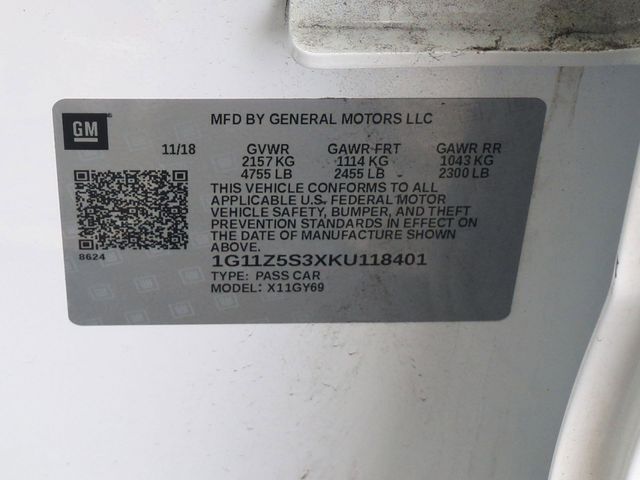 GM
MFD BY GENERAL MOTORS LLC
11/18 GVWR GAWR FRT GAWR RR
2157 KG 1114 KG 1043 KG
4755 LB 2455 LB 2300 LB
THIS VEHICLE CONFORMS TO ALL
APPLICABLE U.S. FEDERAL MOTOR
VEHICLE SAFETY, BUMPER, AND THEFT
PREVENTION STANDARDS IN EFFECT ON
THE DATE OF MANUFACTURE SHOWN
ABOVE.
8624
1G11Z5S3XKU118401
TYPE: PASS CAR
MODEL: X11GY69